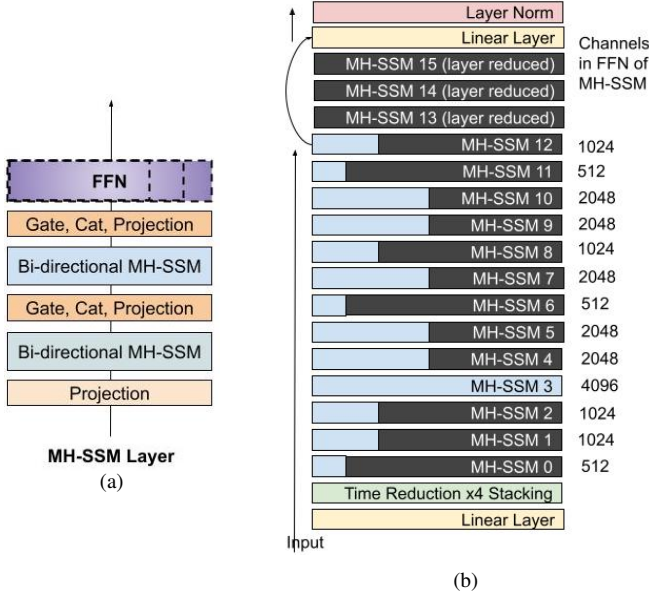 FFN
Gate, Cat, Projection
Bi-directional MH-SSM
Gate, Cat, Projection
Bi-directional MH-SSM
Projection
MH-SSM Layer
(a)
Layer Norm
Linear Layer
Channels
in FFN of
MH-SSM
MH-SSM 15 (layer reduced)
MH-SSM 14 (layer reduced)
MH-SSM 13 (layer reduced)
MH-SSM 12 1024
MH-SSM 11 512
MH-SSM 10 2048
MH-SSM 9 2048
MH-SSM 8 1024
MH-SSM 7 2048
MH-SSM 6 512
MH-SSM 5 2048
MH-SSM 4 2048
MH-SSM 3 4096
MH-SSM 2 1024
MH-SSM 1 1024
MH-SSM 0 512
Time Reduction x4 Stacking
Linear Layer
Input
(b)